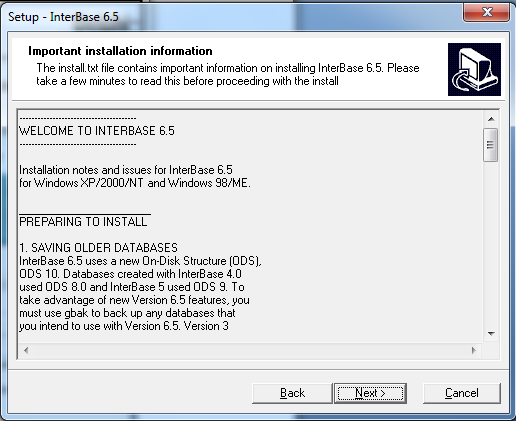 Setup - InterBase 6.5
Important installation information
The install.txt file contains important information on installing InterBase 6.5. Please
take a few minutes to read this before proceeding with the install
----------------------------------------
WELCOME TO INTERBASE 6.5
----------------------------------------
Installation notes and issues for InterBase 6.5
for Windows XP/2000/NT and Windows 98/ME.
______________________
PREPARING TO INSTALL
1. SAVING OLDER DATABASES
InterBase 6.5 uses a new On-Disk Structure (ODS),
ODS 10. Databases created with InterBase 4.0
used ODS 8.0 and InterBase 5 used ODS 9. To
take advantage of new Version 6.5 features, you
must use gbak to back up any databases that
you intend to use with Version 6.5. Version 3
Back
Next >
Cancel